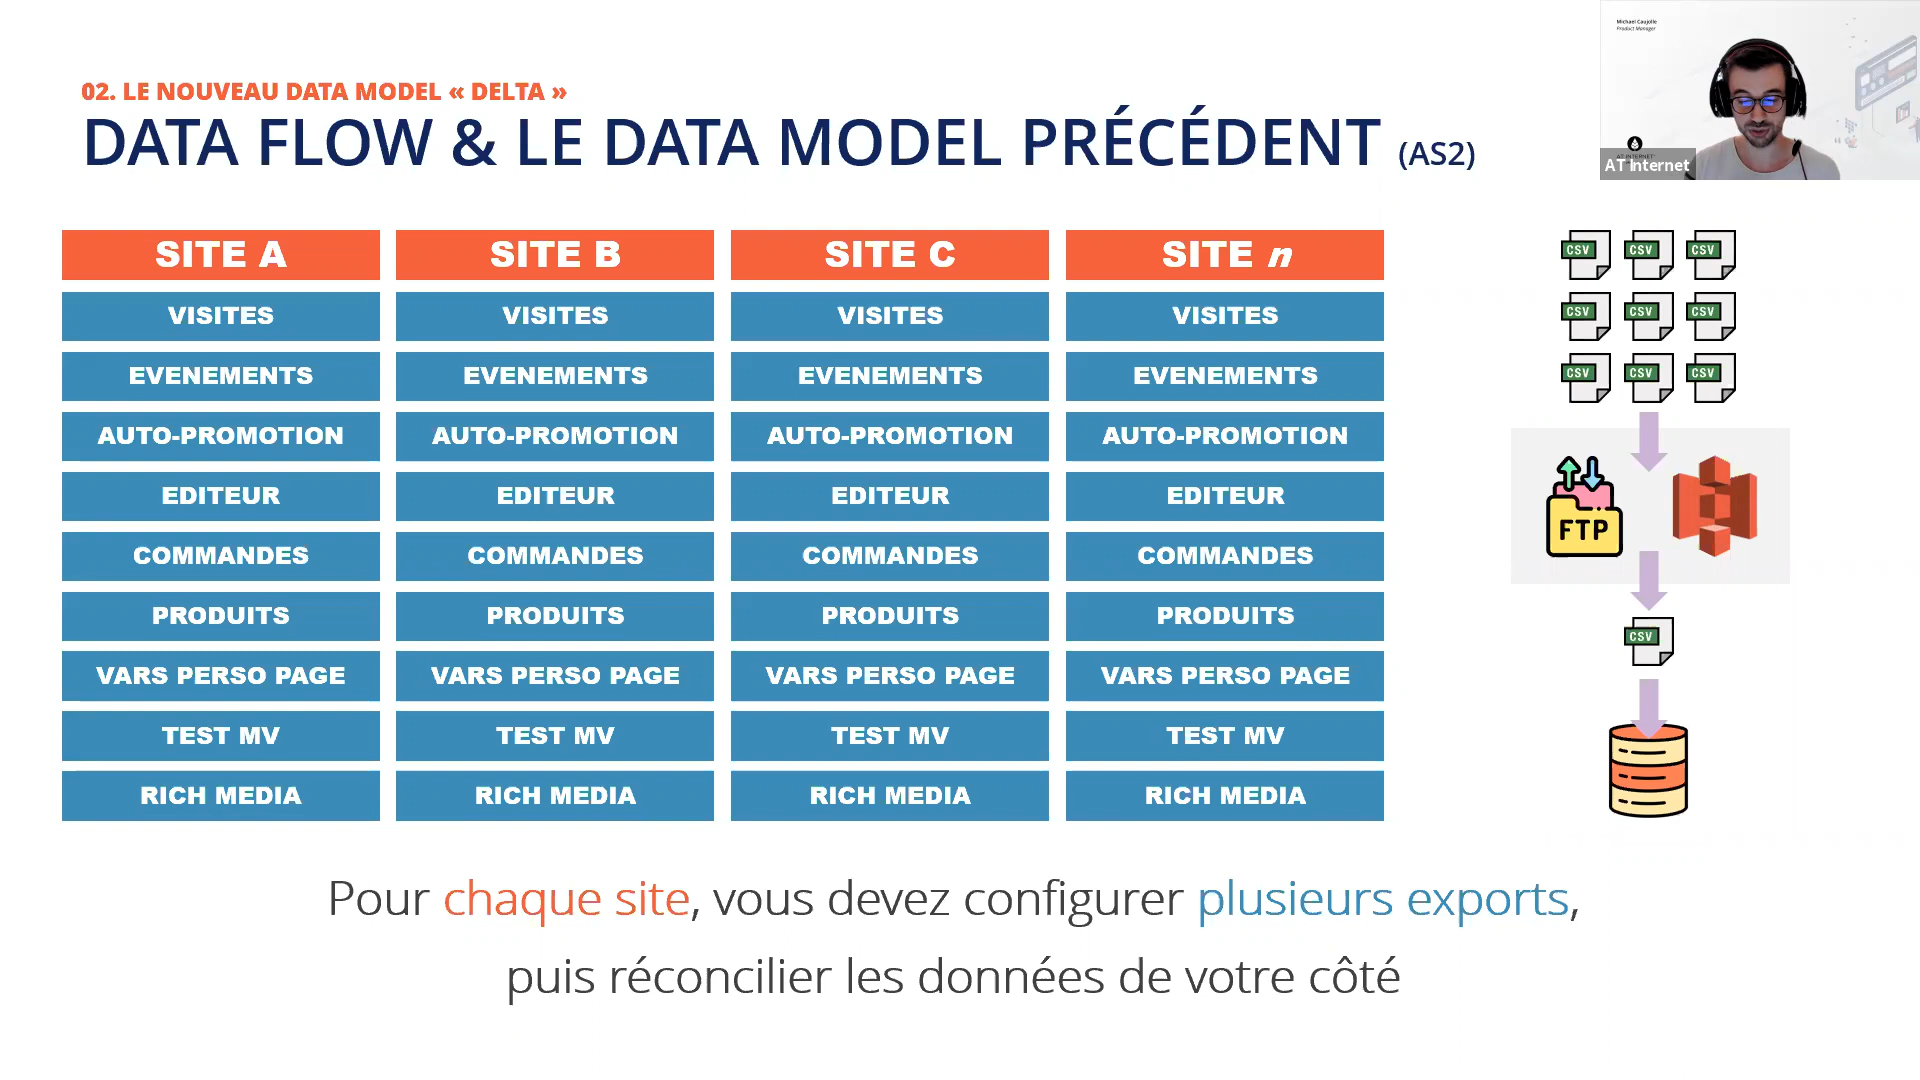 Michael Caujolle
Product Manager
AT Internet
02. LE NOUVEAU DATA MODEL « DELTA »
DATA FLOW & LE DATA MODEL PRÉCÉDENT (AS2)
SITE A SITE B SITE C SITE n
VISITES VISITES VISITES VISITES
EVENEMENTS EVENEMENTS EVENEMENTS EVENEMENTS
AUTO-PROMOTION AUTO-PROMOTION AUTO-PROMOTION AUTO-PROMOTION
EDITEUR EDITEUR EDITEUR EDITEUR
COMMANDES COMMANDES COMMANDES COMMANDES
PRODUITS PRODUITS PRODUITS PRODUITS
VARS PERSO PAGE VARS PERSO PAGE VARS PERSO PAGE VARS PERSO PAGE
TEST MV TEST MV TEST MV TEST MV
RICH MEDIA RICH MEDIA RICH MEDIA RICH MEDIA
CSV CSV CSV
CSV CSV CSV
CSV CSV CSV
FTP
CSV
Pour chaque site, vous devez configurer plusieurs exports,
puis réconcilier les données de votre côté